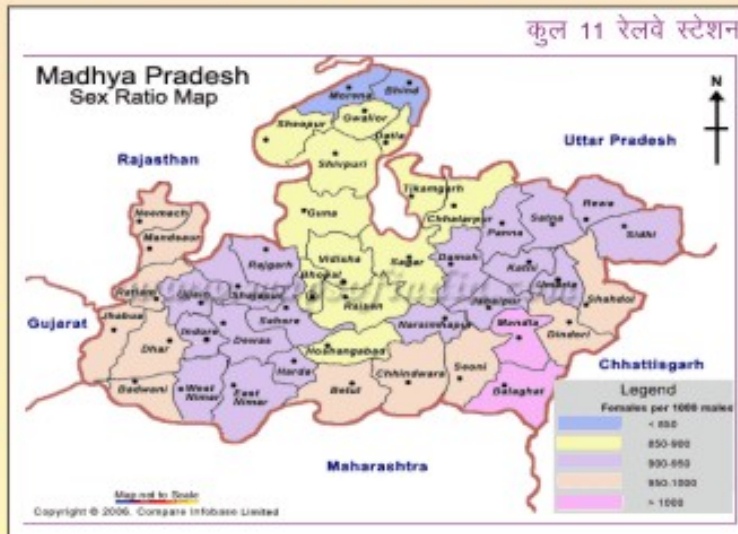 कुल 11 रेलवे स्टेशन
Madhya Pradesh
Sex Ratio Map
N
Uttar Pradesh
Rajasthan
Gujarat
Chhattisgarh
Maharashtra
Morena
Bhind
Gwalior
Sheopur
Datia
Shivpuri
Tikamgarh
Chhatarpur
Rewa
Satna
Panna
Sidhi
Neemach
Mandsaur
Guna
Vidisha
Sagar
Damoh
Katni
Umaria
Shahdol
Rajgarh
Bhopal
Raisen
Ratlam
Ujjain
Shajapur
Sehore
Jabalpur
Narsimhapur
Mandla
Dindori
Jhabua
Indore
Dewas
Dhar
Hoshangabad
Harda
Badwani
West
Nimar
East
Nimar
Betul
Chhindwara
Seoni
Balaghat
Legend
Females per 1000 males
< 850
850-900
900-950
950-1000
> 1000
Map not to Scale
Copyright © 2006. Compare Infobase Limited